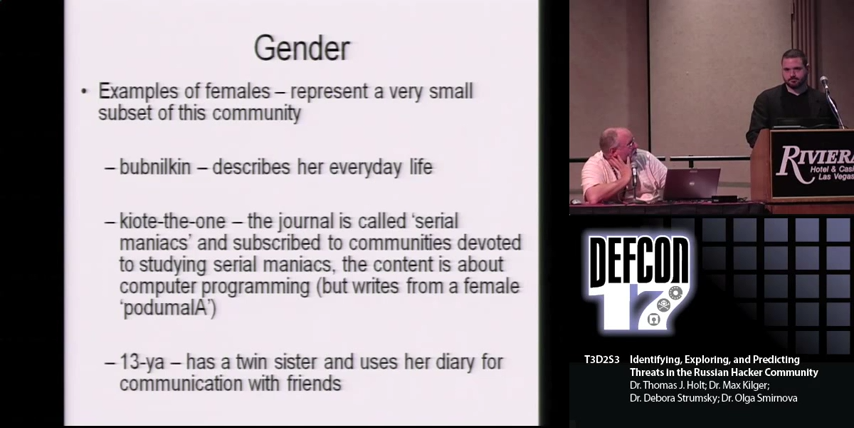 Gender
• Examples of females – represent a very small
subset of this community
– bubnilkin – describes her everyday life
– kiote-the-one – the journal is called ‘serial
maniacs’ and subscribed to communities devoted
to studying serial maniacs, the content is about
computer programming (but writes from a female
‘podumalA’)
– 13-ya – has a twin sister and uses her diary for
communication with friends
RIVIERA
Hotel & Cas
Las Vegas
DEFCON
17
T3D2S3 Identifying, Exploring, and Predicting
Threats in the Russian Hacker Community
Dr. Thomas J. Holt; Dr. Max Kilger;
Dr. Debora Strumsky; Dr. Olga Smirnova